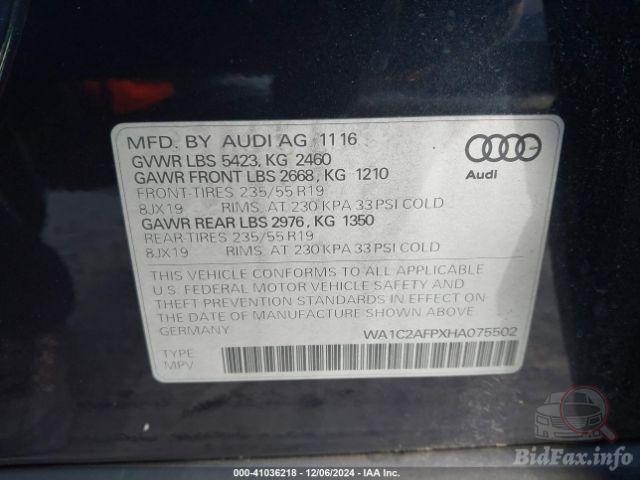 MFD. BY AUDI AG 11 16
GVWR LBS 5423, KG 2460
GAWR FRONT LBS 2668, KG 1210
FRONT-TIRES 235/55 R19
8JX19 RIMS, AT 230 KPA 33 PSI COLD
GAWR REAR LBS 2976, KG 1350
REAR-TIRES 235/55 R19
8JX19 RIMS, AT 230 KPA 33 PSI COLD
Audi
THIS VEHICLE CONFORMS TO ALL APPLICABLE
U.S. FEDERAL MOTOR VEHICLE SAFETY AND
THEFT PREVENTION STANDARDS IN EFFECT ON
THE DATE OF MANUFACTURE SHOWN ABOVE.
GERMANY
WA1C2AFPXHA075502
TYPE
MPV
BidFax.info
000-41036218 - 12/06/2024 - IAA Inc.